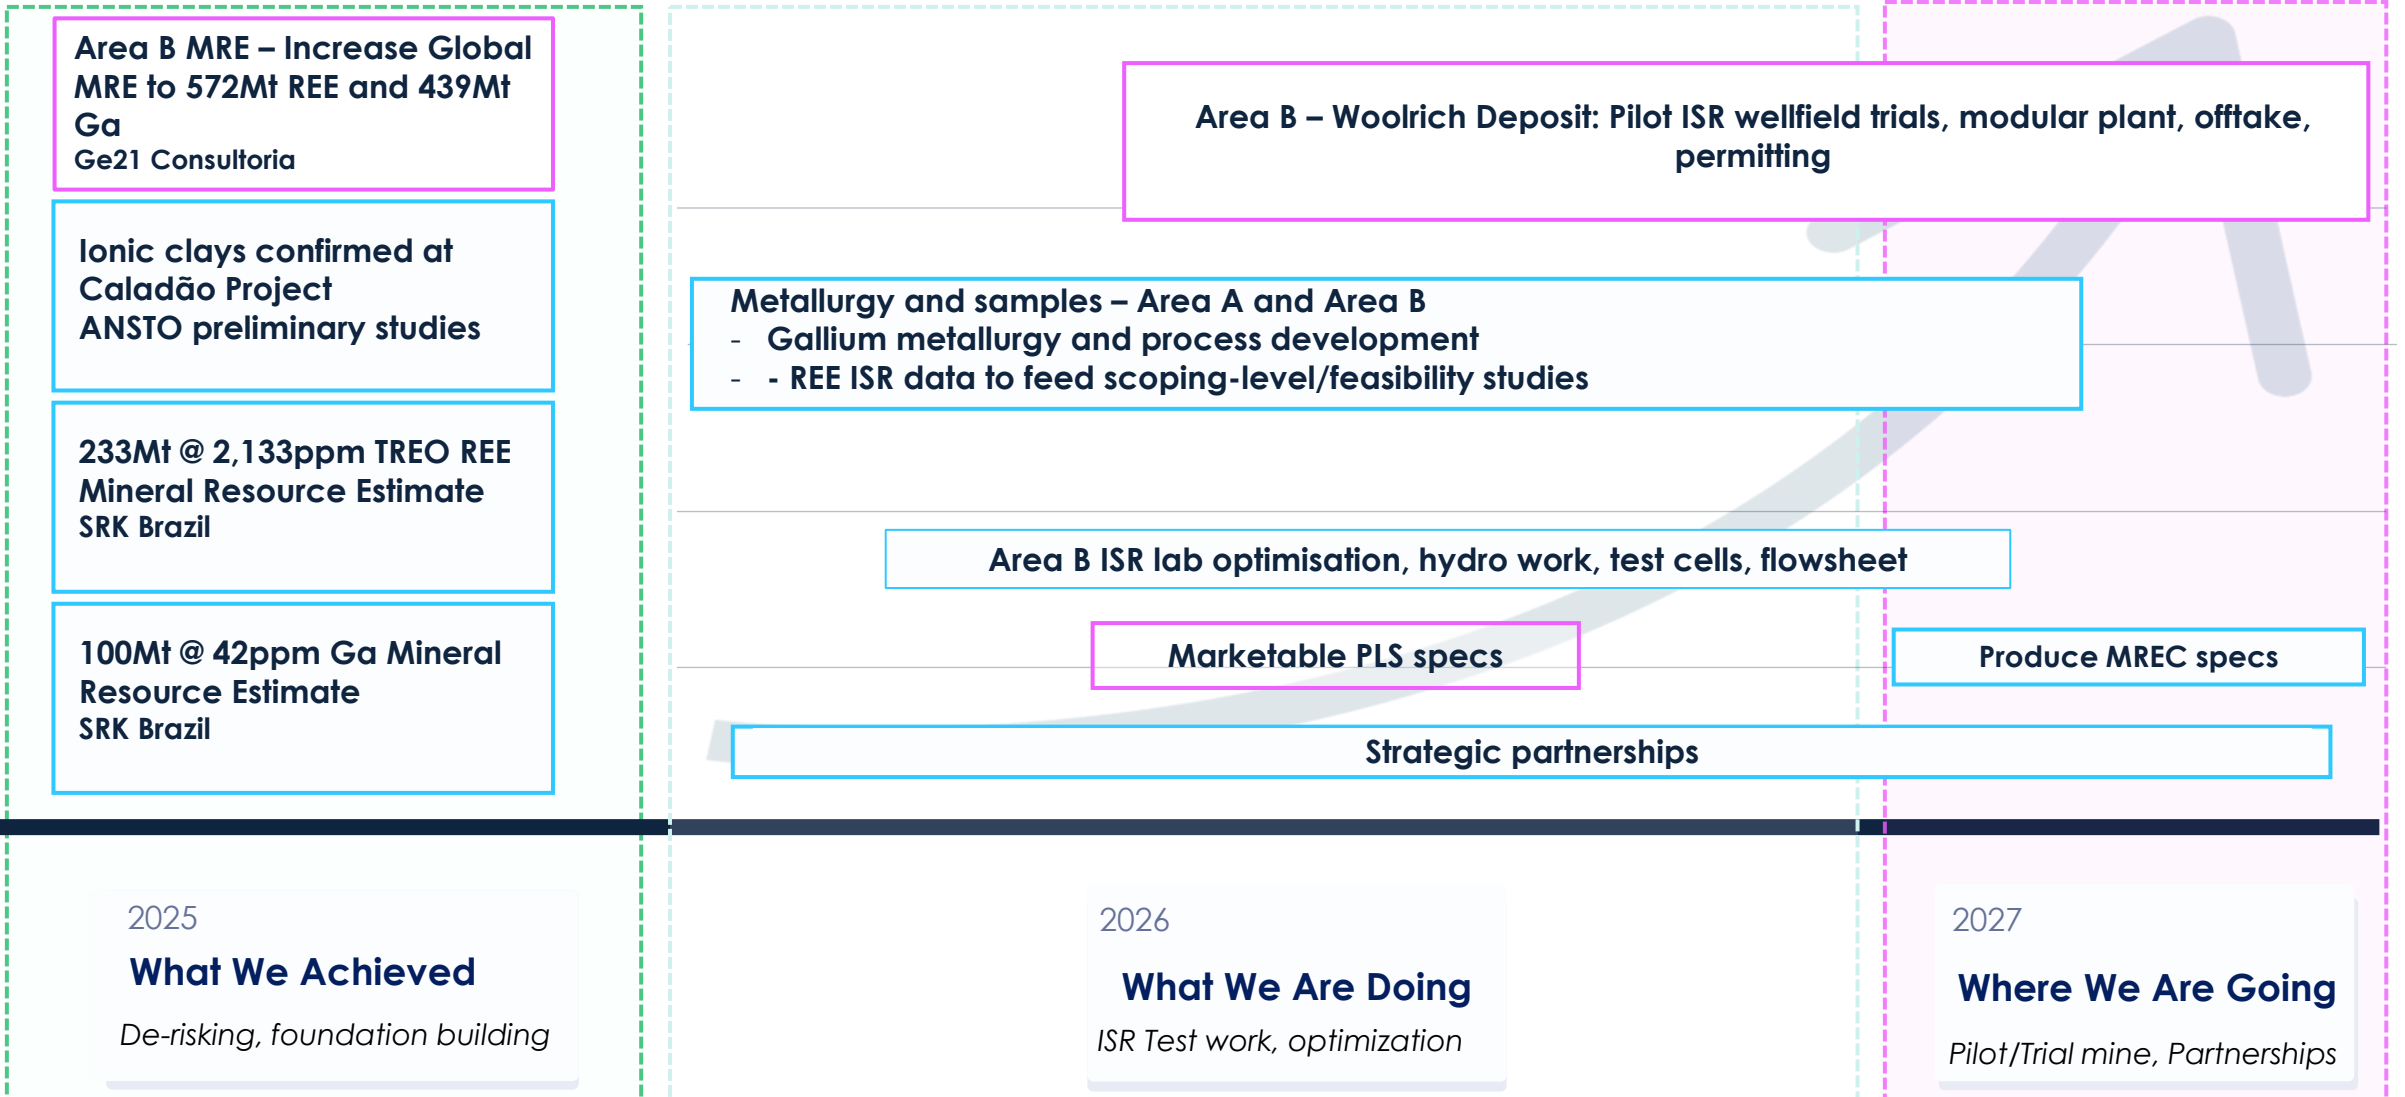 Area B MRE – Increase Global
MRE to 572Mt REE and 439Mt
Ga
Ge21 Consultoria
Ionic clays confirmed at
Caladão Project
ANSTO preliminary studies
233Mt @ 2,133ppm TREO REE
Mineral Resource Estimate
SRK Brazil
100Mt @ 42ppm Ga Mineral
Resource Estimate
SRK Brazil
Area B – Woolrich Deposit: Pilot ISR wellfield trials, modular plant, offtake,
permitting
Metallurgy and samples – Area A and Area B
- Gallium metallurgy and process development
- - REE ISR data to feed scoping-level/feasibility studies
Area B ISR lab optimisation, hydro work, test cells, flowsheet
Marketable PLS specs
Produce MREC specs
Strategic partnerships
2025
What We Achieved
De-risking, foundation building
2026
What We Are Doing
ISR Test work, optimization
2027
Where We Are Going
Pilot/Trial mine, Partnerships